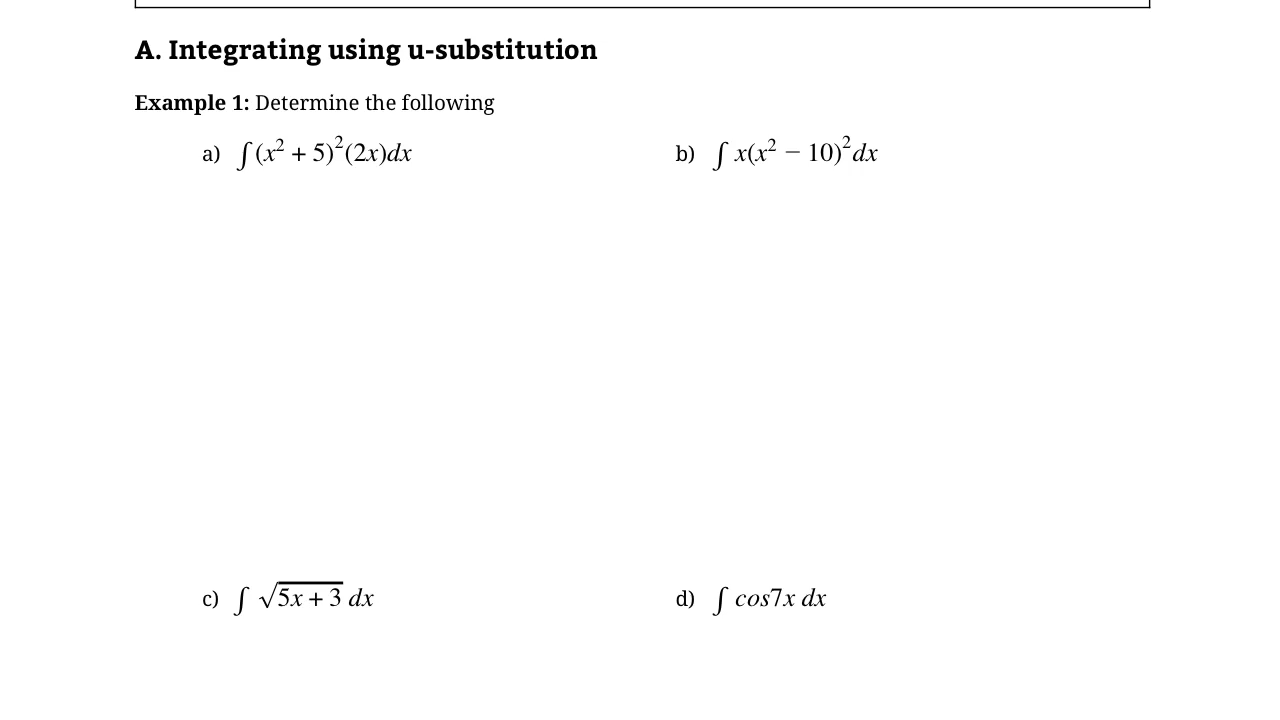 A. Integrating using u-substitution
Example 1: Determine the following
a) ∫(x² + 5)²(2x)dx
b) ∫ x(x² − 10)²dx
c) ∫ √(5x + 3) dx
d) ∫ cos7x dx